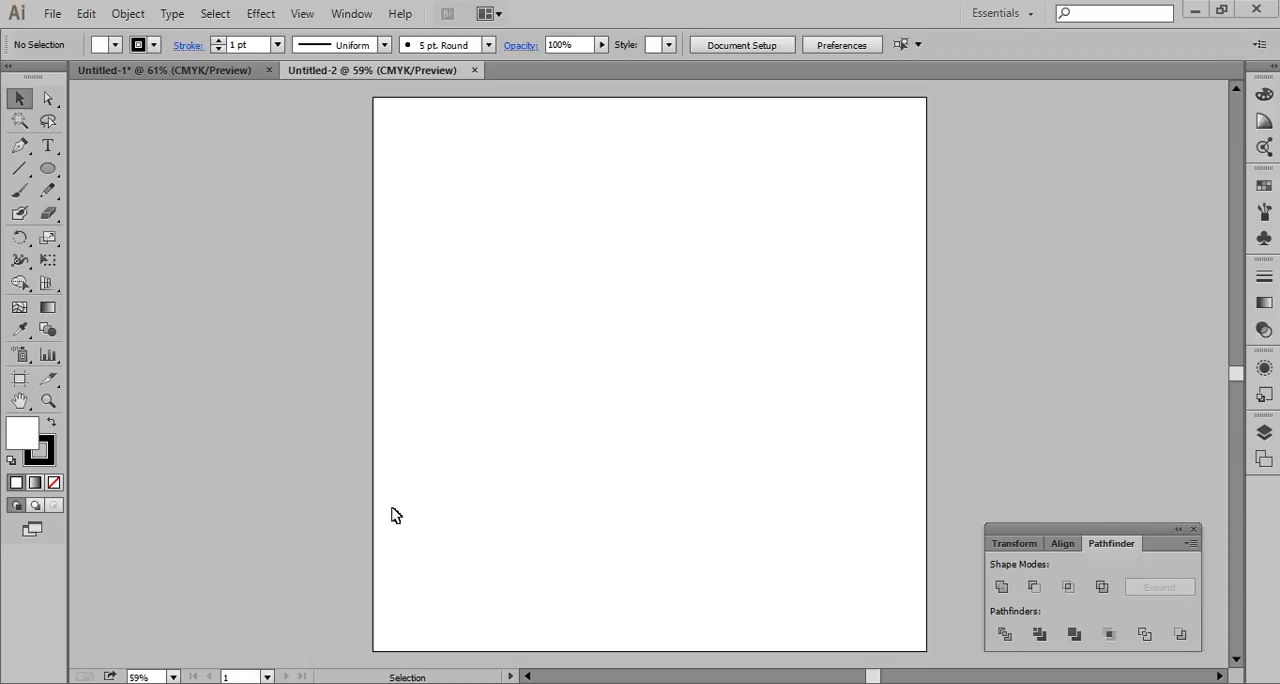 Ai File Edit Object Type Select Effect View Window Help Br Essentials
No Selection Stroke: 1 pt Uniform 5 pt. Round Opacity: 100% Style: Document Setup Preferences
Untitled-1* @ 61% (CMYK/Preview) × Untitled-2 @ 59% (CMYK/Preview) ×
T
Transform Align Pathfinder
Shape Modes:
Expand
Pathfinders:
59% 1 Selection